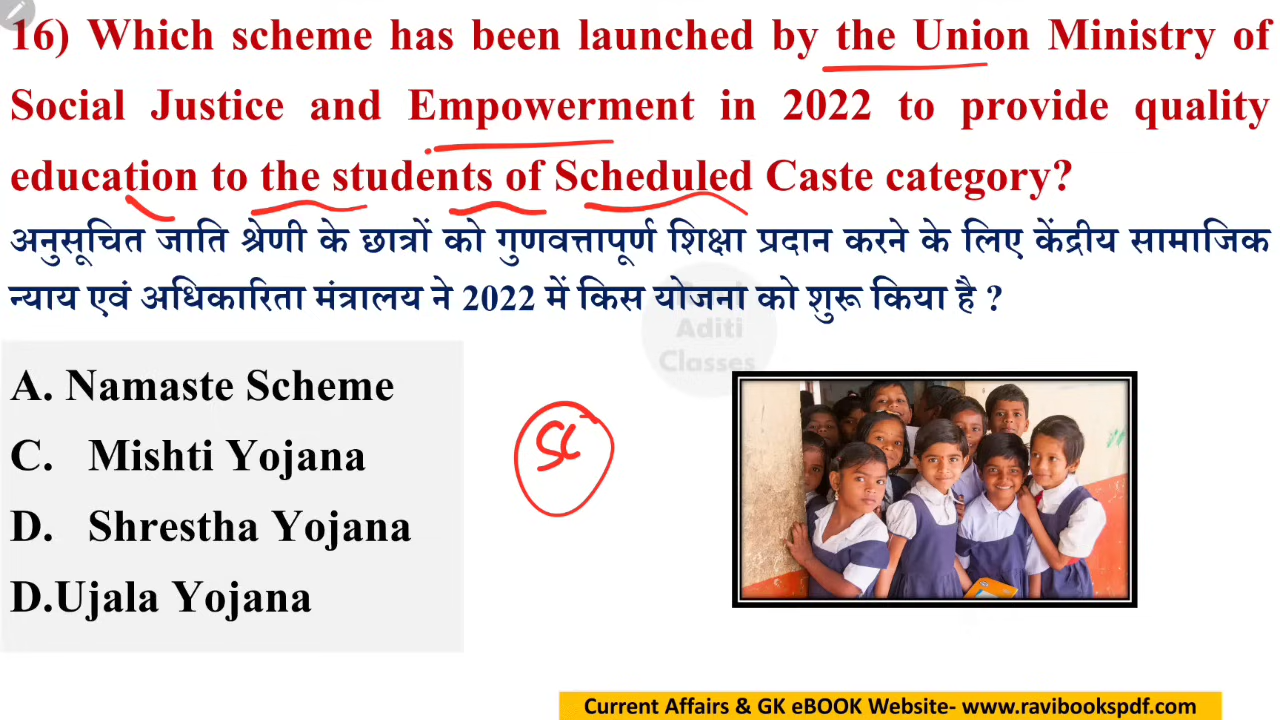 16) Which scheme has been launched by the Union Ministry of
Social Justice and Empowerment in 2022 to provide quality
education to the students of Scheduled Caste category?
अनुसूचित जाति श्रेणी के छात्रों को गुणवत्तापूर्ण शिक्षा प्रदान करने के लिए केंद्रीय सामाजिक
न्याय एवं अधिकारिता मंत्रालय ने 2022 में किस योजना को शुरू किया है ?
Aditi
Classes
A. Namaste Scheme
C. Mishti Yojana
D. Shrestha Yojana
D.Ujala Yojana
SC
Current Affairs & GK eBOOK Website- www.ravibookspdf.com